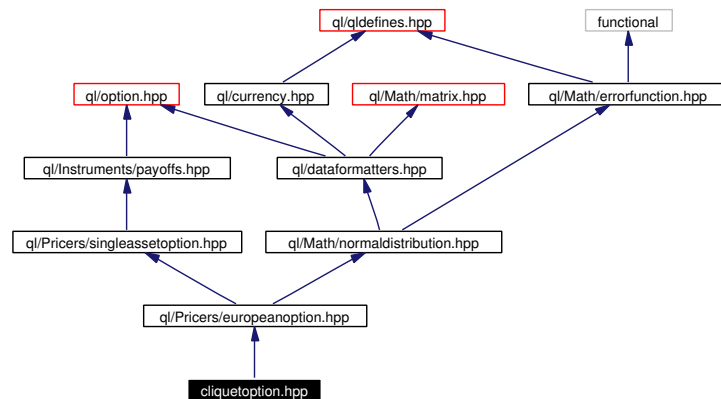 ql/qldefines.hpp
functional
ql/option.hpp
ql/currency.hpp
ql/Math/matrix.hpp
ql/Math/errorfunction.hpp
ql/Instruments/payoffs.hpp
ql/dataformatters.hpp
ql/Pricers/singleassetoption.hpp
ql/Math/normaldistribution.hpp
ql/Pricers/europeanoption.hpp
cliquetoption.hpp